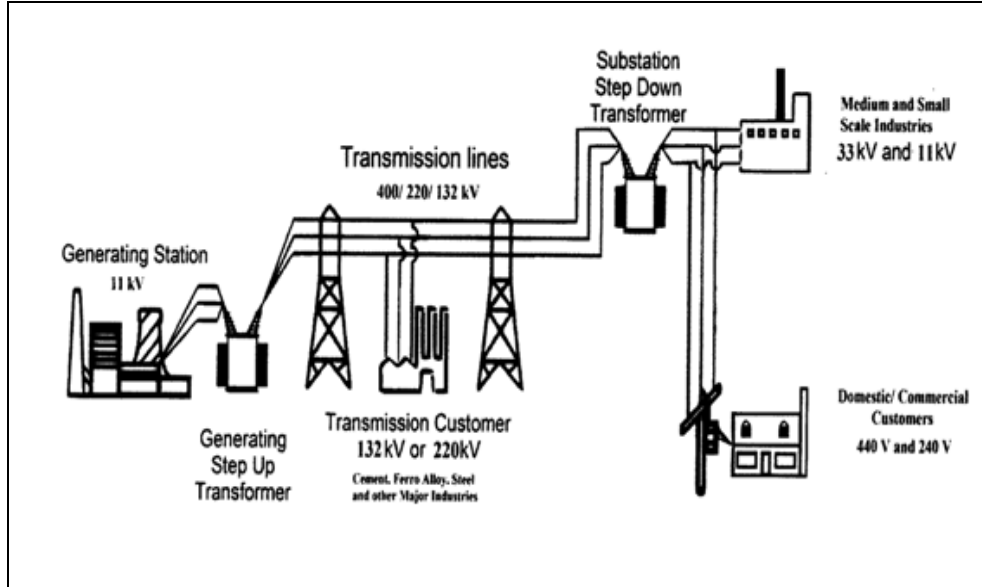 Generating Station
11 kV
Generating
Step Up
Transformer
Transmission lines
400/ 220/ 132 kV
Transmission Customer
132kV or 220kV
Cement, Ferro Alloy, Steel
and other Major Industries
Substation
Step Down
Transformer
Medium and Small
Scale Industries
33kV and 11kV
Domestic/ Commercial
Customers
440 V and 240 V